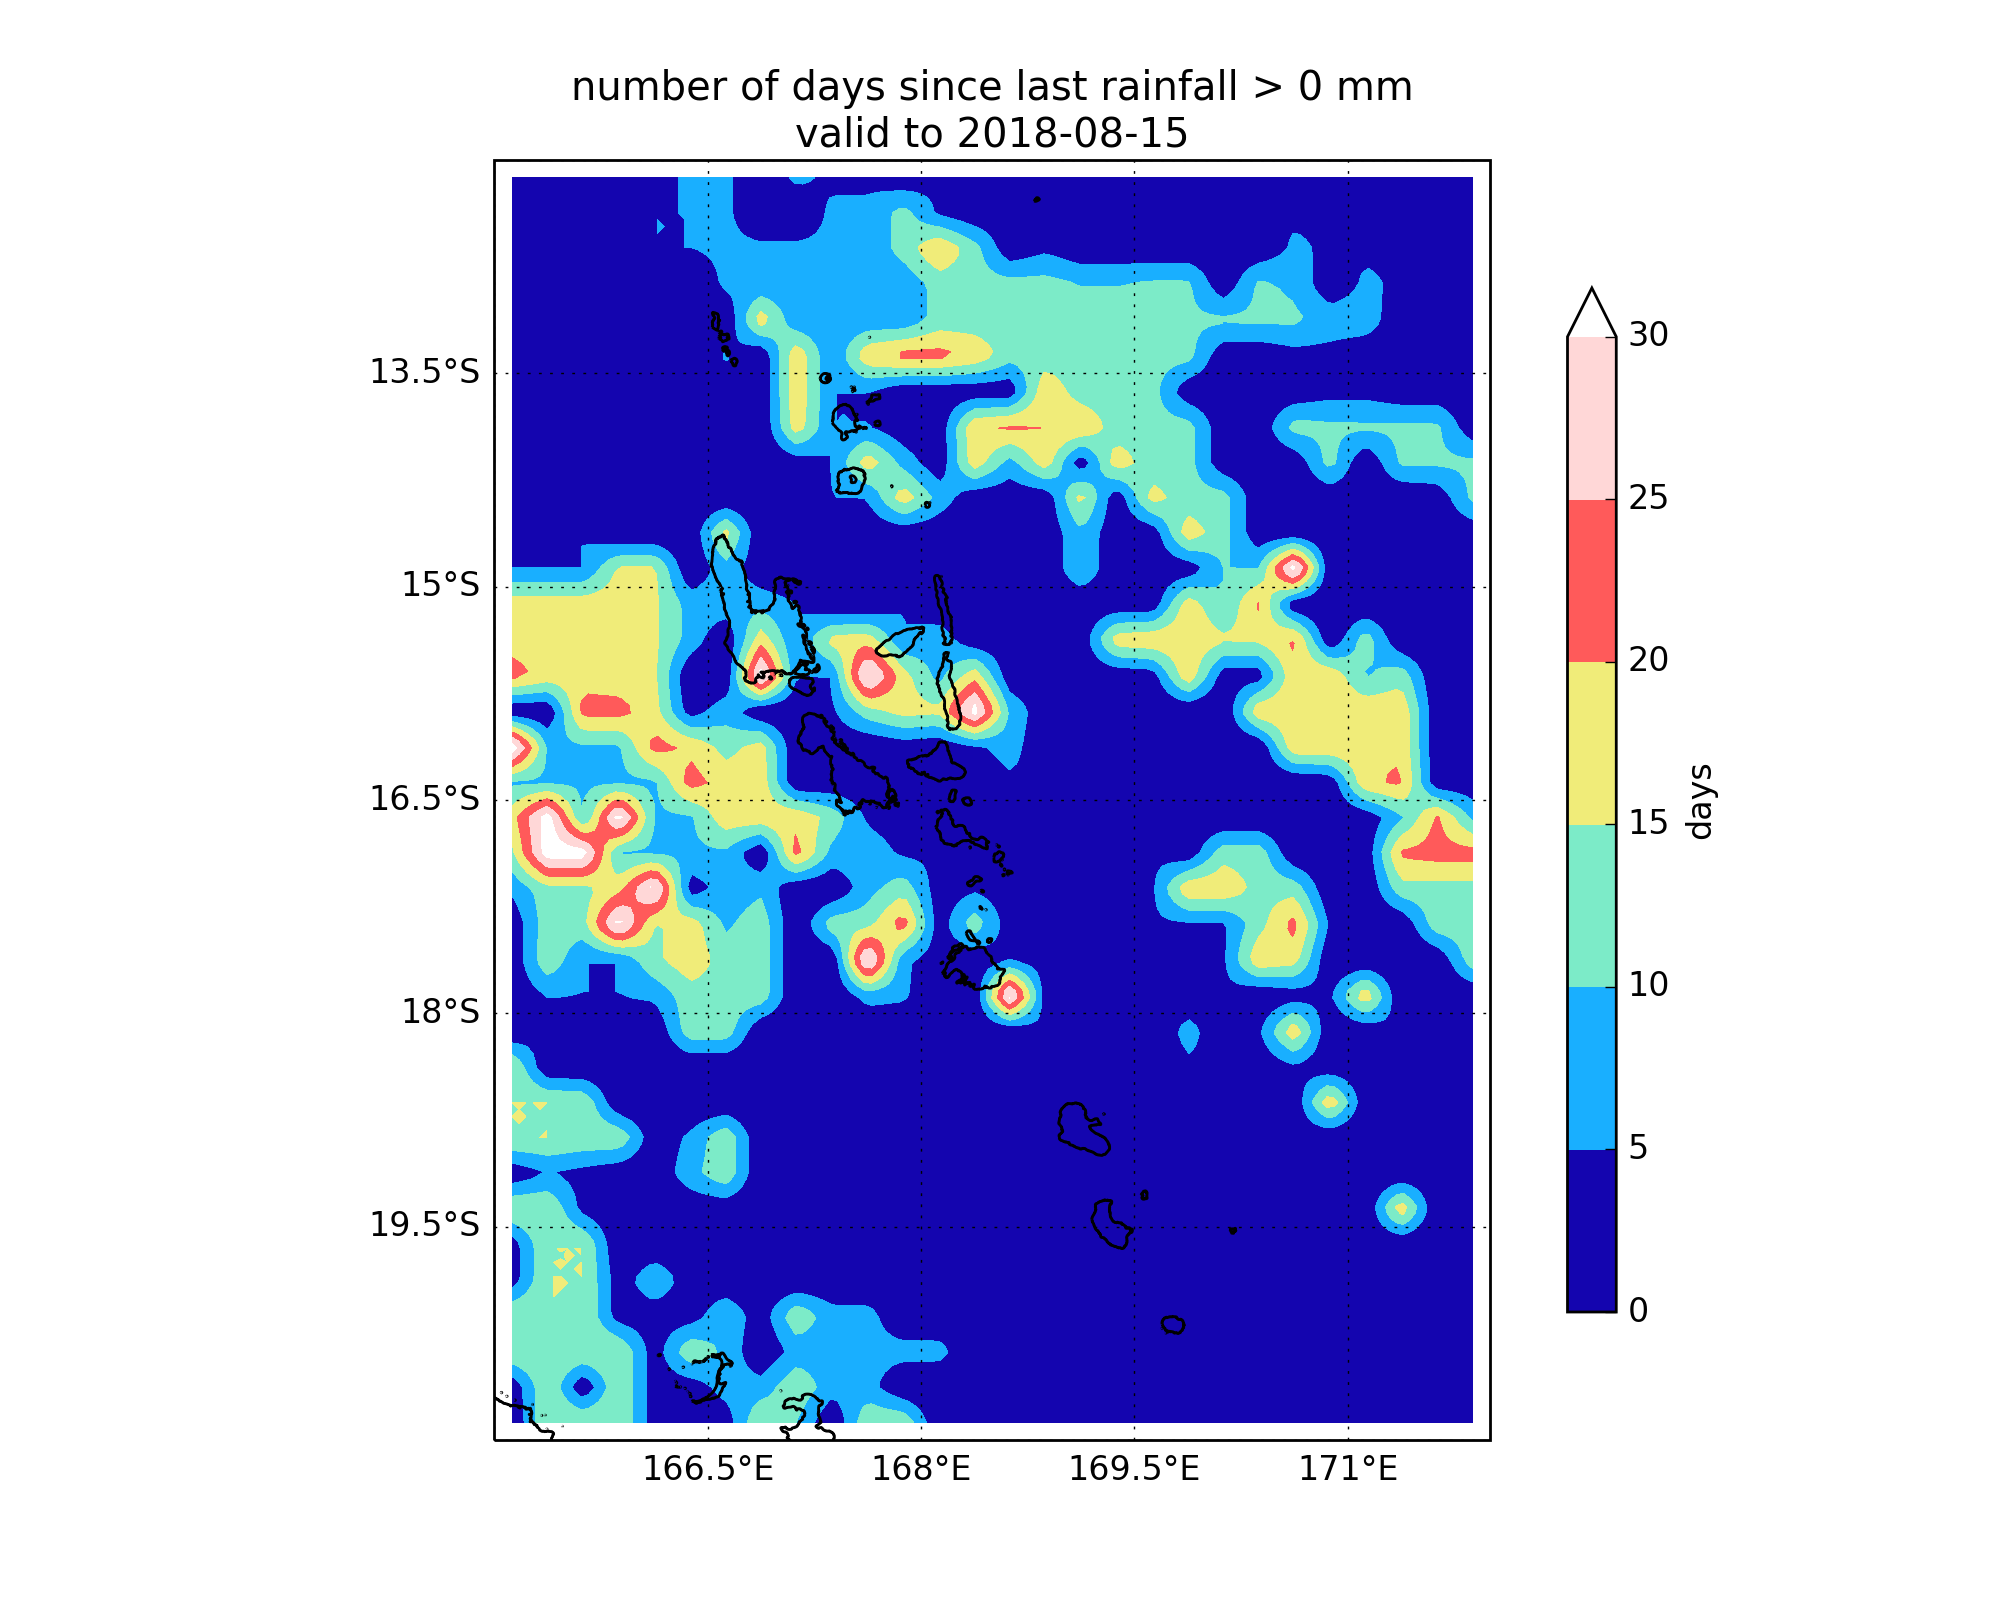 number of days since last rainfall > 0 mm
valid to 2018-08-15
13.5°S
15°S
16.5°S
18°S
19.5°S
166.5°E
168°E
169.5°E
171°E
30
25
20
15
10
5
0
days